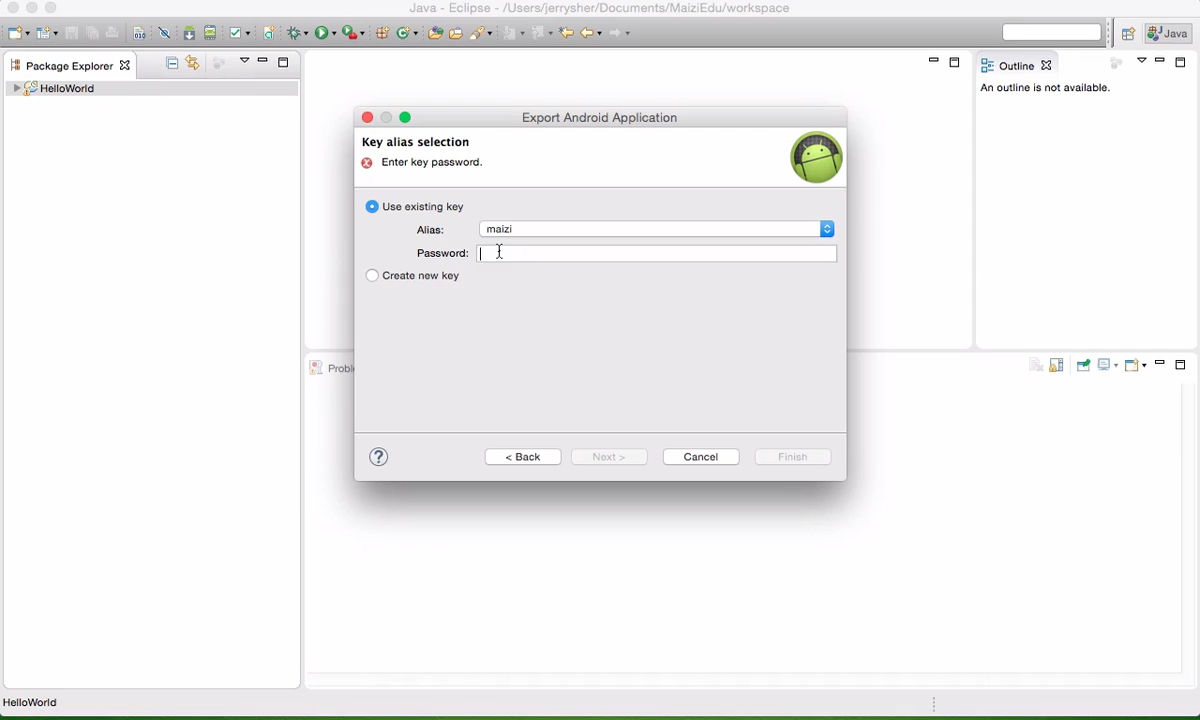 Java - Eclipse - /Users/jerrysher/Documents/MaiziEdu/workspace
Java
Package Explorer
Outline
HelloWorld
An outline is not available.
Export Android Application
Key alias selection
Enter key password.
Use existing key
Alias: maizi
Password:
Create new key
Proble
? < Back Next > Cancel Finish
HelloWorld